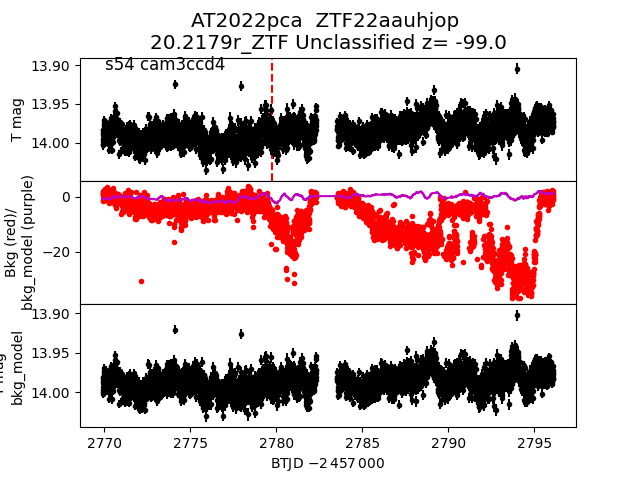 AT2022pca  ZTF22aauhjop
20.2179r_ZTF Unclassified z= -99.0
s54 cam3ccd4
13.90
13.95
14.00
T mag
0
−20
Bkg (red)/
bkg_model (purple)
13.90
13.95
14.00
mag
bkg_model
2770
2775
2780
2785
2790
2795
BTJD −2 457 000